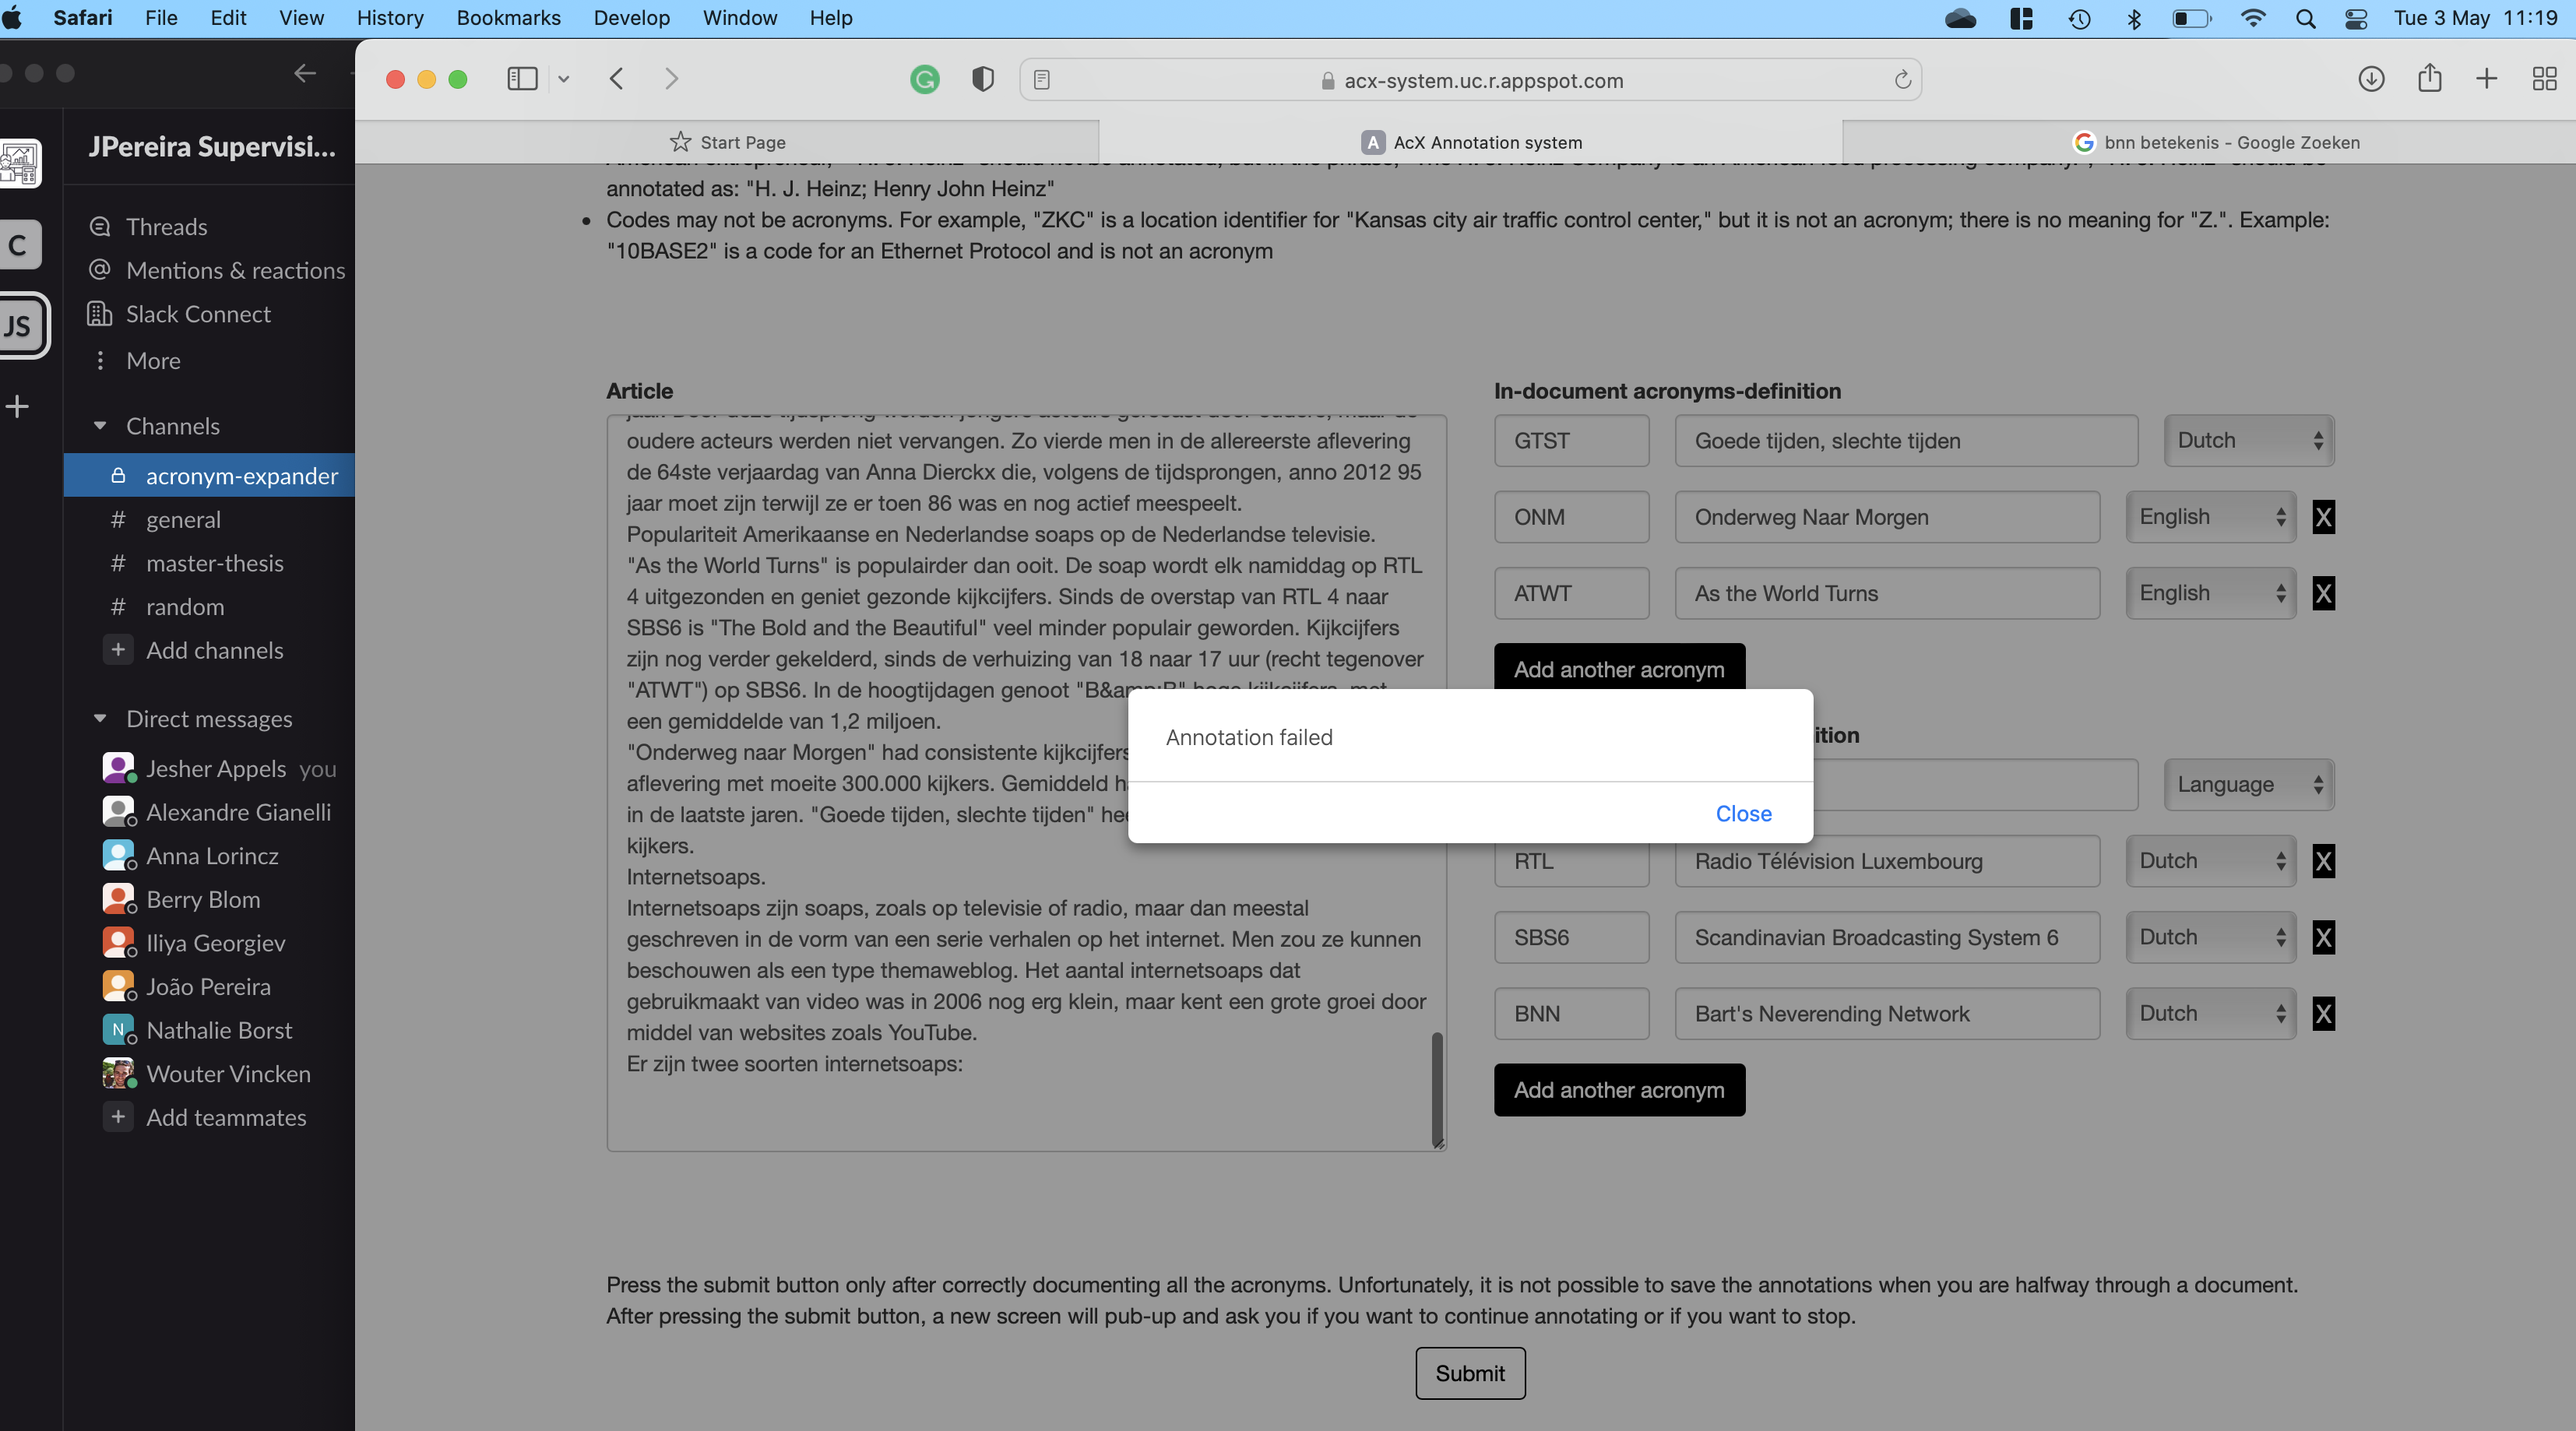 Safari File Edit View History Bookmarks Develop Window Help Tue 3 May 11:19
acx-system.uc.r.appspot.com
Start Page
A AcX Annotation system
bnn betekenis - Google Zoeken
JPereira Supervisi...
C
JS
Threads
Mentions & reactions
Slack Connect
More
Channels
acronym-expander
# general
# master-thesis
# random
+ Add channels
Direct messages
Jesher Appels you
Alexandre Gianelli
Anna Lorincz
Berry Blom
Iliya Georgiev
João Pereira
N Nathalie Borst
Wouter Vincken
+ Add teammates
annotated as: "H. J. Heinz; Henry John Heinz"
• Codes may not be acronyms. For example, "ZKC" is a location identifier for "Kansas city air traffic control center," but it is not an acronym; there is no meaning for "Z.". Example:
"10BASE2" is a code for an Ethernet Protocol and is not an acronym
Article
oudere acteurs werden niet vervangen. Zo vierde men in de allereerste aflevering
de 64ste verjaardag van Anna Dierckx die, volgens de tijdsprongen, anno 2012 95
jaar moet zijn terwijl ze er toen 86 was en nog actief meespeelt.
Populariteit Amerikaanse en Nederlandse soaps op de Nederlandse televisie.
"As the World Turns" is populairder dan ooit. De soap wordt elk namiddag op RTL
4 uitgezonden en geniet gezonde kijkcijfers. Sinds de overstap van RTL 4 naar
SBS6 is "The Bold and the Beautiful" veel minder populair geworden. Kijkcijfers
zijn nog verder gekelderd, sinds de verhuizing van 18 naar 17 uur (recht tegenover
"ATWT") op SBS6. In de hoogtijdagen genoot "B&amp;B" hoge kijkcijfers, met
een gemiddelde van 1,2 miljoen.
"Onderweg naar Morgen" had consistente kijkcijfers
aflevering met moeite 300.000 kijkers. Gemiddeld
in de laatste jaren. "Goede tijden, slechte tijden"
kijkers.
Internetsoaps.
Internetsoaps zijn soaps, zoals op televisie of radio, maar dan meestal
geschreven in de vorm van een serie verhalen op het internet. Men zou ze kunnen
beschouwen als een type themaweblog. Het aantal internetsoaps dat
gebruikmaakt van video was in 2006 nog erg klein, maar kent een grote groei door
middel van websites zoals YouTube.
Er zijn twee soorten internetsoaps:
In-document acronyms-definition
GTST Goede tijden, slechte tijden Dutch
ONM Onderweg Naar Morgen English X
ATWT As the World Turns English X
Add another acronym
Annotation failed
Close
ition
Language
RTL Radio Télévision Luxembourg Dutch X
SBS6 Scandinavian Broadcasting System 6 Dutch X
BNN Bart's Neverending Network Dutch X
Add another acronym
Press the submit button only after correctly documenting all the acronyms. Unfortunately, it is not possible to save the annotations when you are halfway through a document.
After pressing the submit button, a new screen will pub-up and ask you if you want to continue annotating or if you want to stop.
Submit